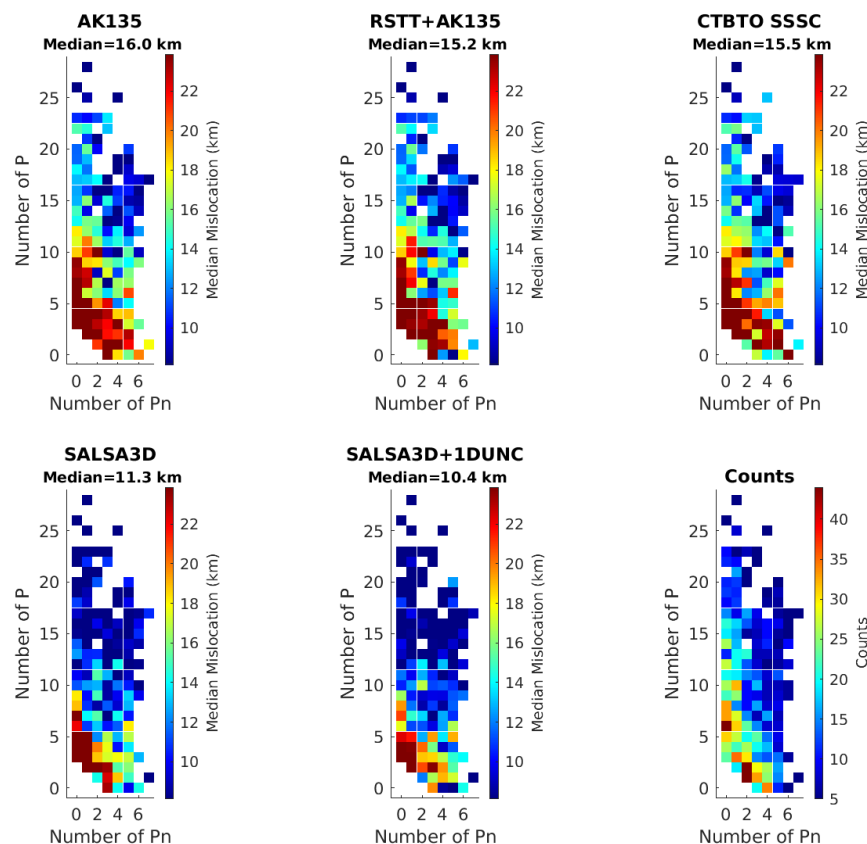 AK135
Median=16.0 km
RSTT+AK135
Median=15.2 km
CTBTO SSSC
Median=15.5 km
25
20
15
10
5
0
Number of P
0 2 4 6
Number of Pn
22
20
18
16
14
12
10
Median Mislocation (km)
25
20
15
10
5
0
Number of P
0 2 4 6
Number of Pn
22
20
18
16
14
12
10
Median Mislocation (km)
25
20
15
10
5
0
Number of P
0 2 4 6
Number of Pn
22
20
18
16
14
12
10
Median Mislocation (km)
SALSA3D
Median=11.3 km
SALSA3D+1DUNC
Median=10.4 km
Counts
25
20
15
10
5
0
Number of P
0 2 4 6
Number of Pn
22
20
18
16
14
12
10
Median Mislocation (km)
25
20
15
10
5
0
Number of P
0 2 4 6
Number of Pn
22
20
18
16
14
12
10
Median Mislocation (km)
25
20
15
10
5
0
Number of P
0 2 4 6
Number of Pn
40
35
30
25
20
15
10
5
Counts